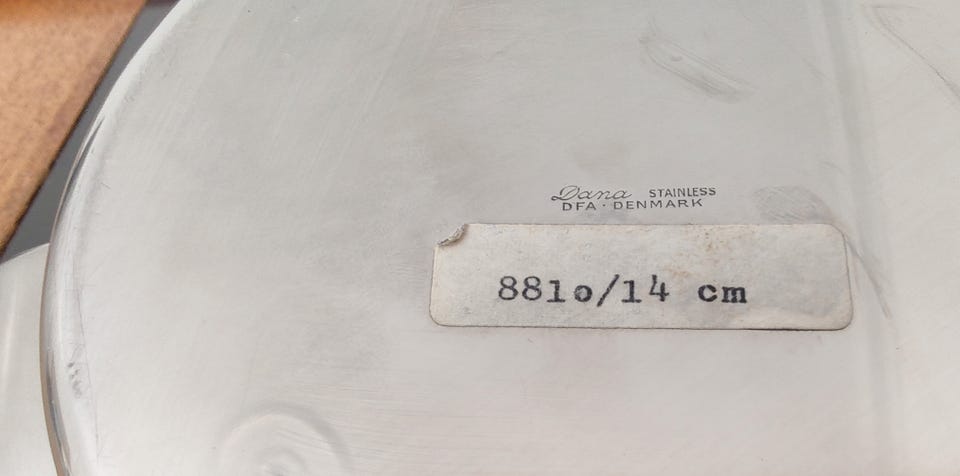 Dana STAINLESS
DFA · DENMARK
881o/14 cm